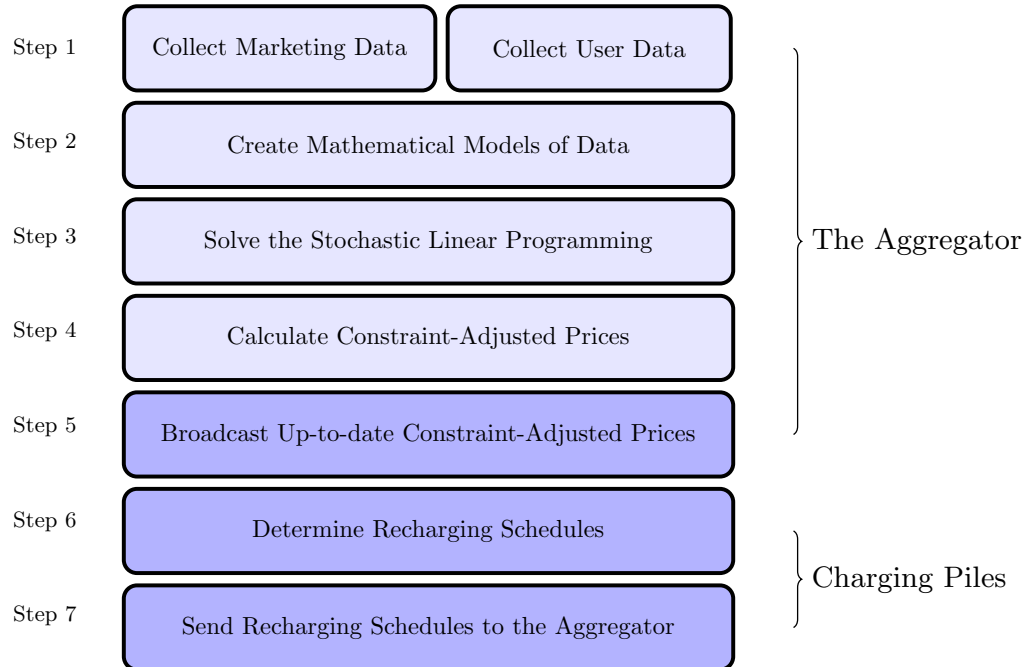 Step 1
Collect Marketing Data
Collect User Data
Step 2
Create Mathematical Models of Data
Step 3
Solve the Stochastic Linear Programming
The Aggregator
Step 4
Calculate Constraint-Adjusted Prices
Step 5
Broadcast Up-to-date Constraint-Adjusted Prices
Step 6
Determine Recharging Schedules
Charging Piles
Step 7
Send Recharging Schedules to the Aggregator